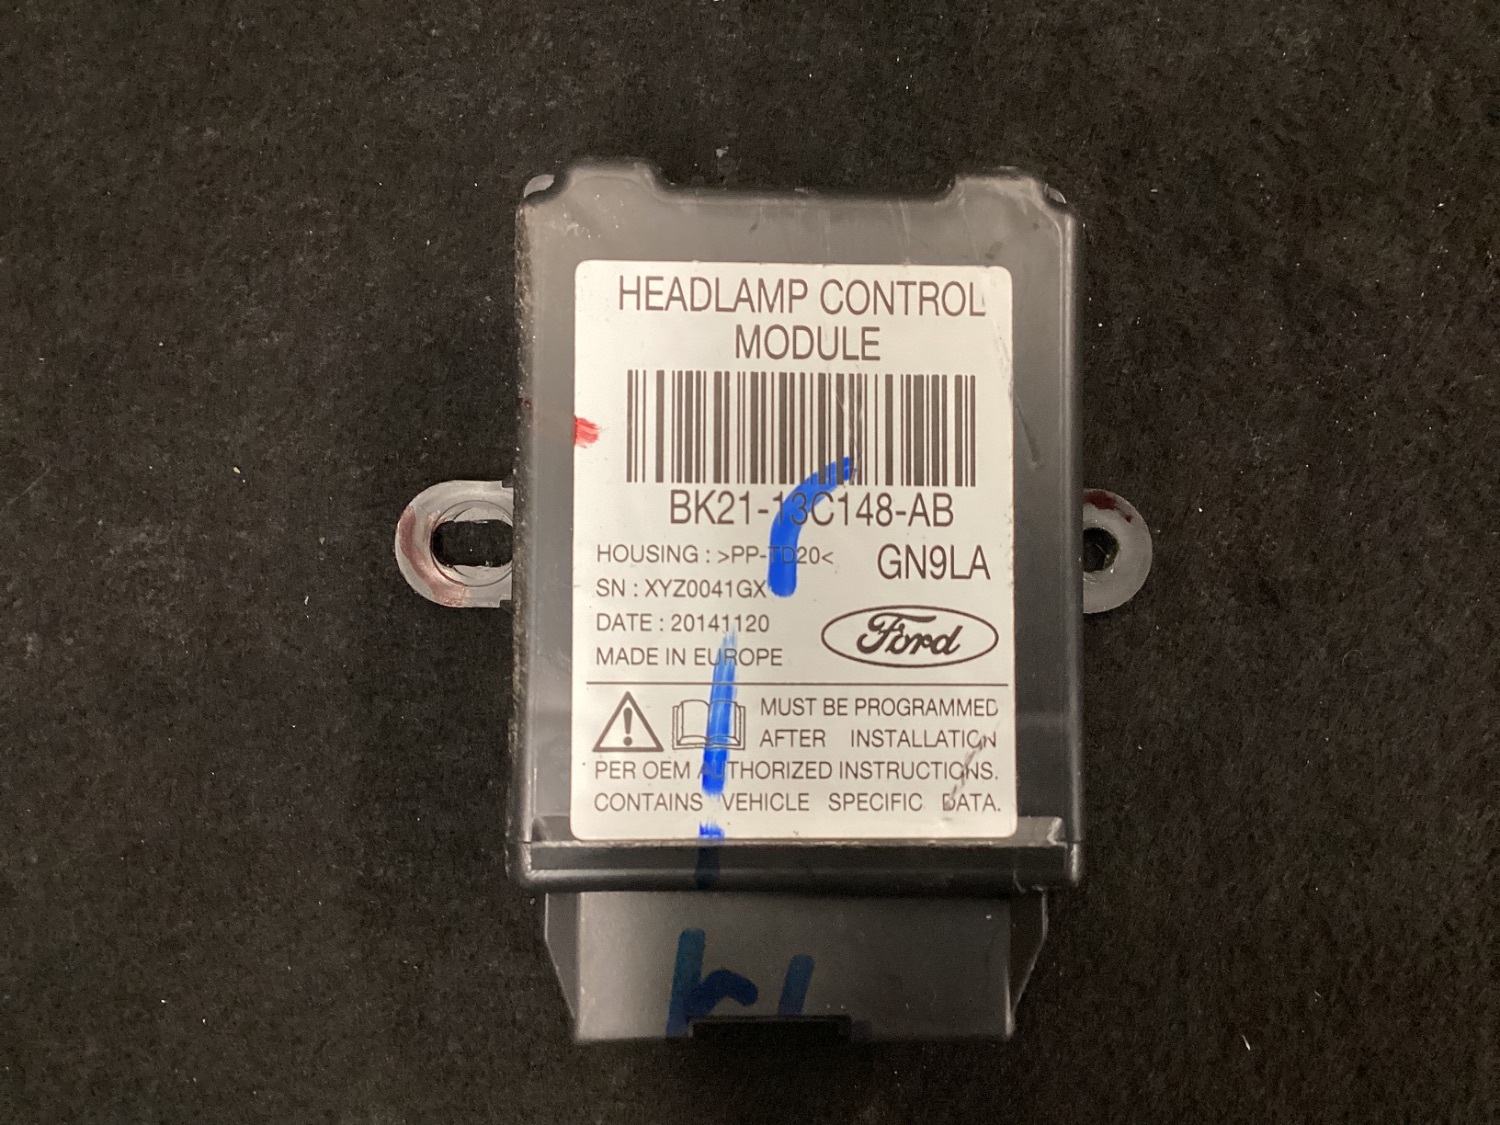 HEADLAMP CONTROL
MODULE
BK21-13C148-AB
HOUSING : >PP-TD20<
GN9LA
SN : XYZ0041GX
DATE : 20141120
Ford
MADE IN EUROPE
MUST BE PROGRAMMED
AFTER INSTALLATION
PER OEM AUTHORIZED INSTRUCTIONS.
CONTAINS VEHICLE SPECIFIC DATA.